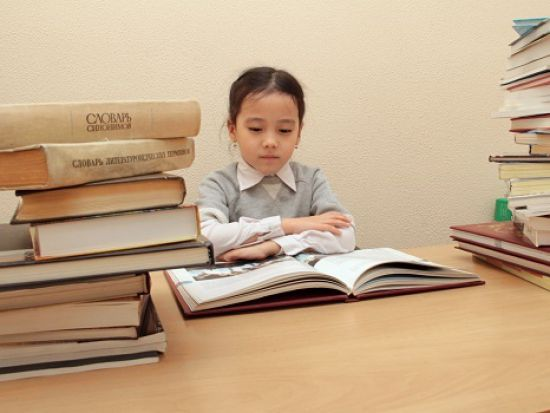 СЛОВАРЬ
СИНОНИМОВ
СЛОВАРЬ ЛИТЕРАТУРОВЕДЧЕСКИХ ТЕРМИНОВ